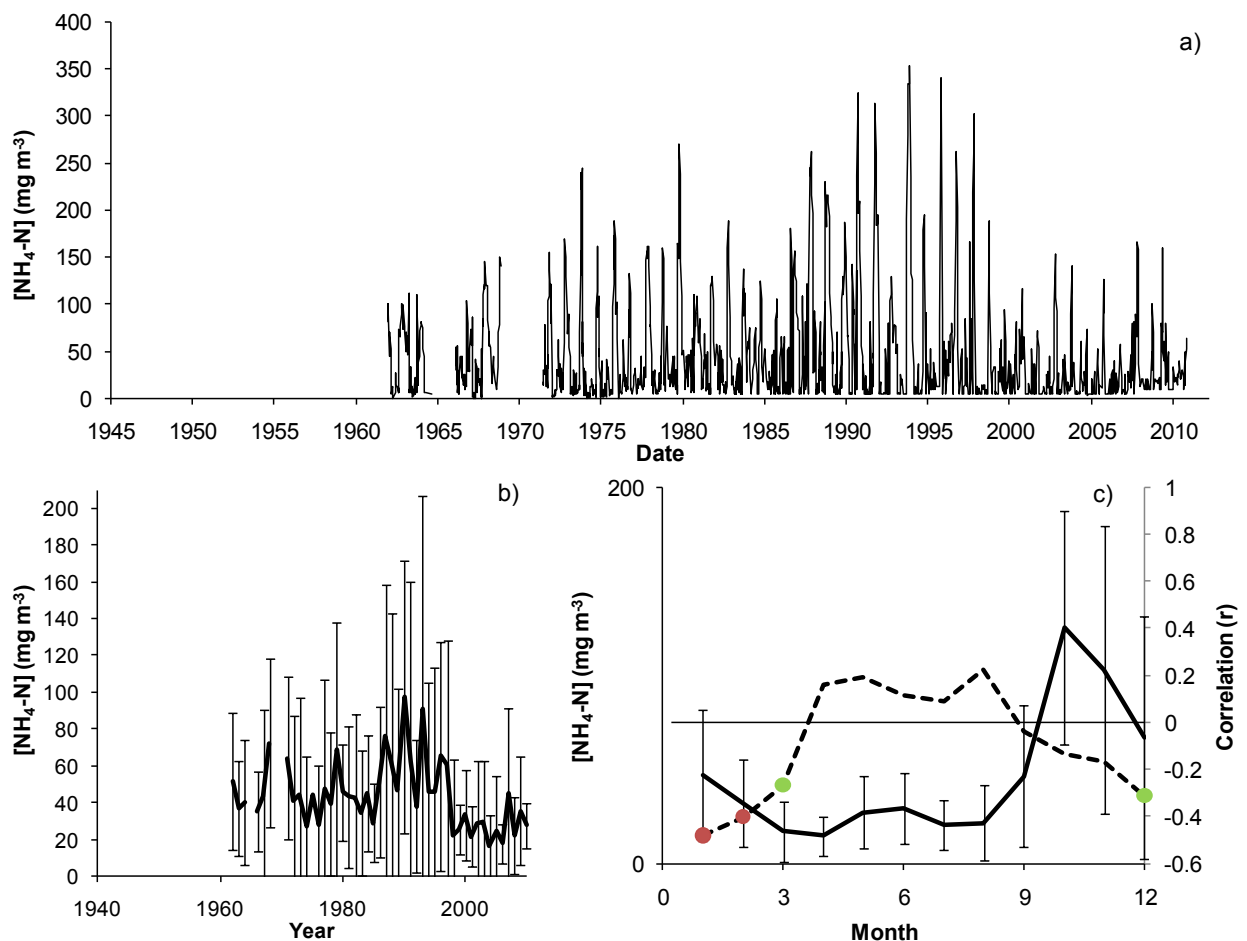 a)
400
350
300
250
200
150
100
50
0
[NH₄-N] (mg m⁻³)
1945 1950 1955 1960 1965 1970 1975 1980 1985 1990 1995 2000 2005 2010
Date
b)
200
180
160
140
120
100
80
60
40
20
0
[NH₄-N] (mg m⁻³)
1940 1960 1980 2000
Year
c)
200
0
[NH₄-N] (mg m⁻³)
1
0.8
0.6
0.4
0.2
0
-0.2
-0.4
-0.6
Correlation (r)
0 3 6 9 12
Month